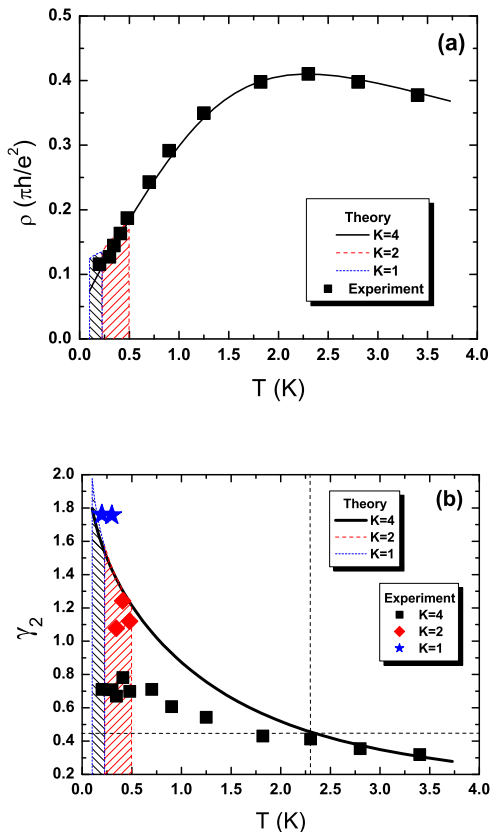 (a)
0.5
0.4
0.3
0.2
0.1
0.0
ρ (πh/e²)
Theory
K=4
K=2
K=1
Experiment
0.0 0.5 1.0 1.5 2.0 2.5 3.0 3.5 4.0
T (K)
(b)
2.0
1.8
1.6
1.4
1.2
1.0
0.8
0.6
0.4
0.2
γ₂
Theory
K=4
K=2
K=1
Experiment
K=4
K=2
K=1
0.0 0.5 1.0 1.5 2.0 2.5 3.0 3.5 4.0
T (K)